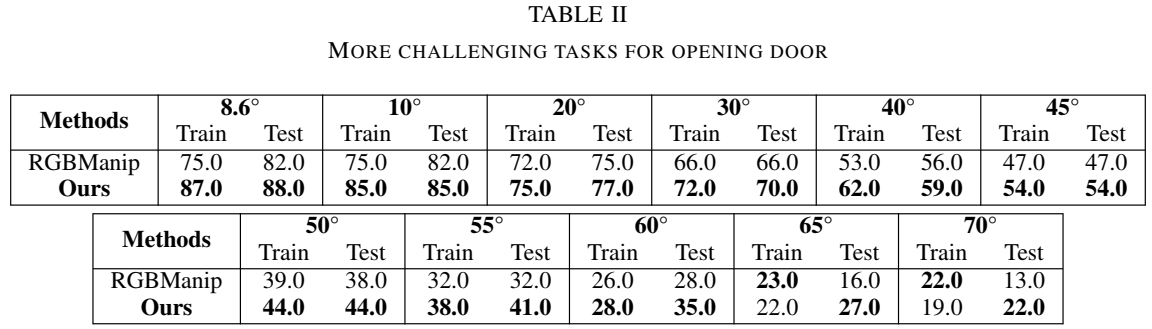 TABLE II
MORE CHALLENGING TASKS FOR OPENING DOOR
Methods 8.6° 10° 20° 30° 40° 45°
Train Test Train Test Train Test Train Test Train Test Train Test
RGBManip 75.0 82.0 75.0 82.0 72.0 75.0 66.0 66.0 53.0 56.0 47.0 47.0
Ours 87.0 88.0 85.0 85.0 75.0 77.0 72.0 70.0 62.0 59.0 54.0 54.0
Methods 50° 55° 60° 65° 70°
Train Test Train Test Train Test Train Test Train Test
RGBManip 39.0 38.0 32.0 32.0 26.0 28.0 23.0 16.0 22.0 13.0
Ours 44.0 44.0 38.0 41.0 28.0 35.0 22.0 27.0 19.0 22.0